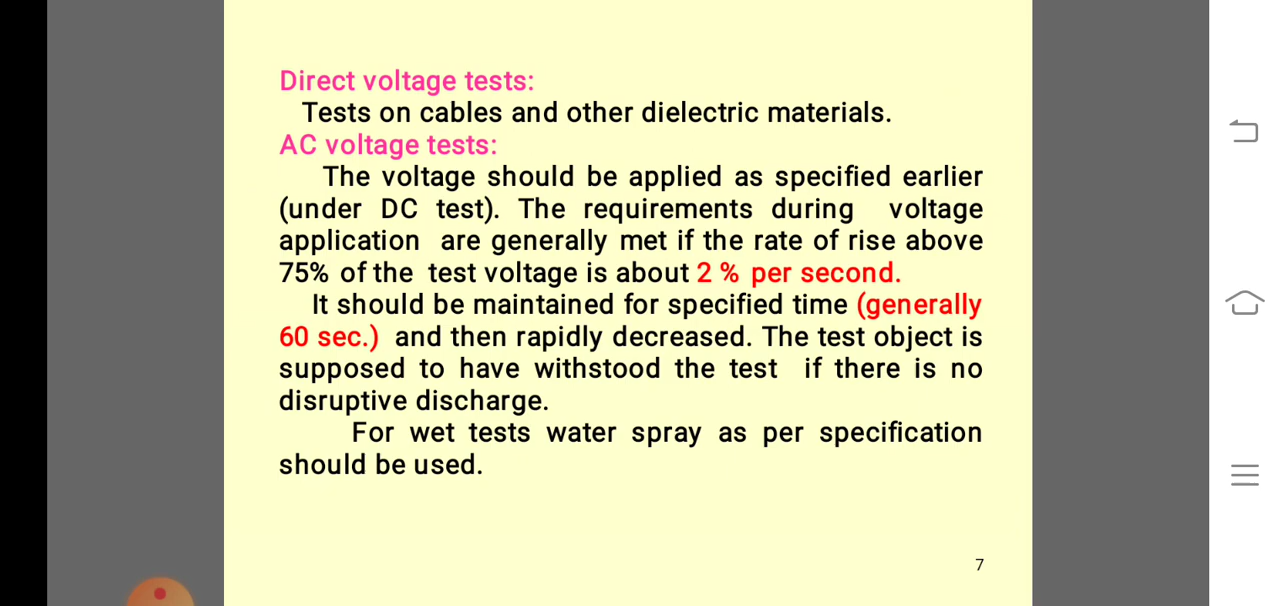 Direct voltage tests:
Tests on cables and other dielectric materials.
AC voltage tests:
The voltage should be applied as specified earlier
(under DC test). The requirements during voltage
application are generally met if the rate of rise above
75% of the test voltage is about 2 % per second.
It should be maintained for specified time (generally
60 sec.) and then rapidly decreased. The test object is
supposed to have withstood the test if there is no
disruptive discharge.
For wet tests water spray as per specification
should be used.
7